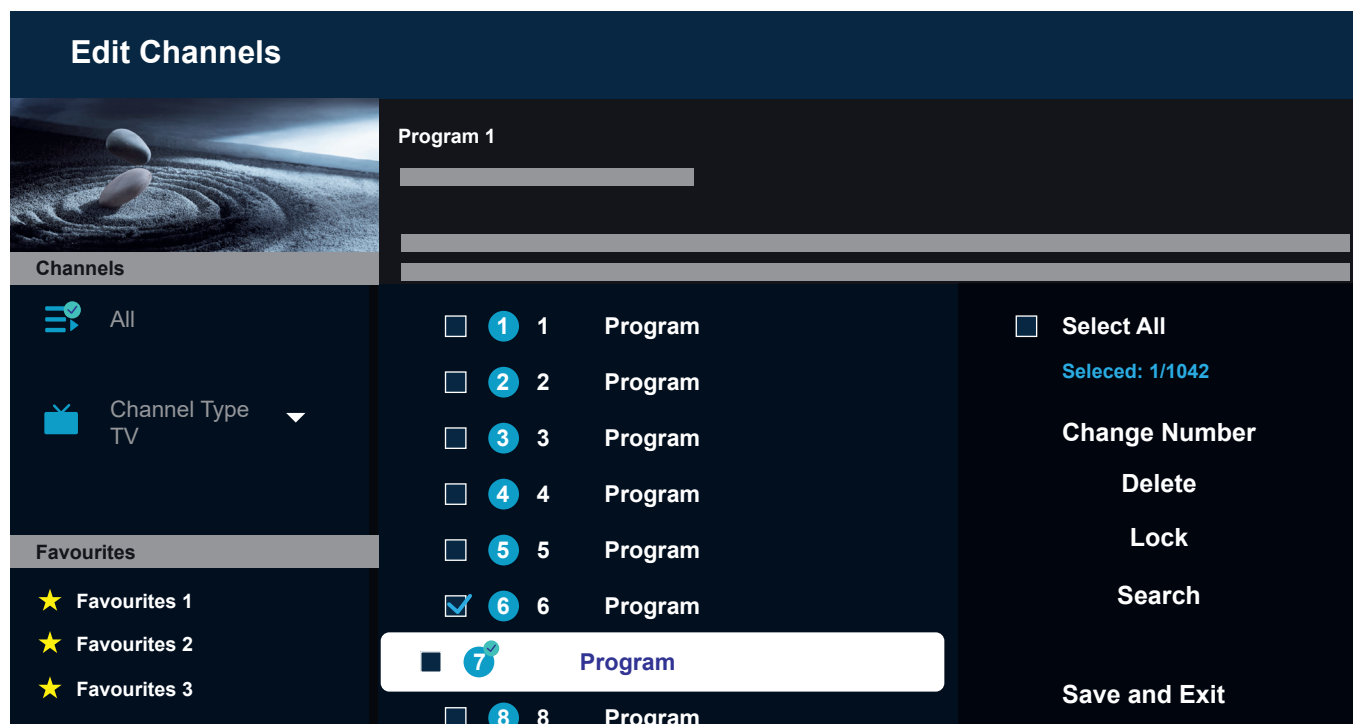 Edit Channels
Program 1
Channels
All
Channel Type
TV
Favourites
Favourites 1
Favourites 2
Favourites 3
1 1 Program
2 2 Program
3 3 Program
4 4 Program
5 5 Program
6 6 Program
7 Program
8 8 Program
Select All
Seleced: 1/1042
Change Number
Delete
Lock
Search
Save and Exit